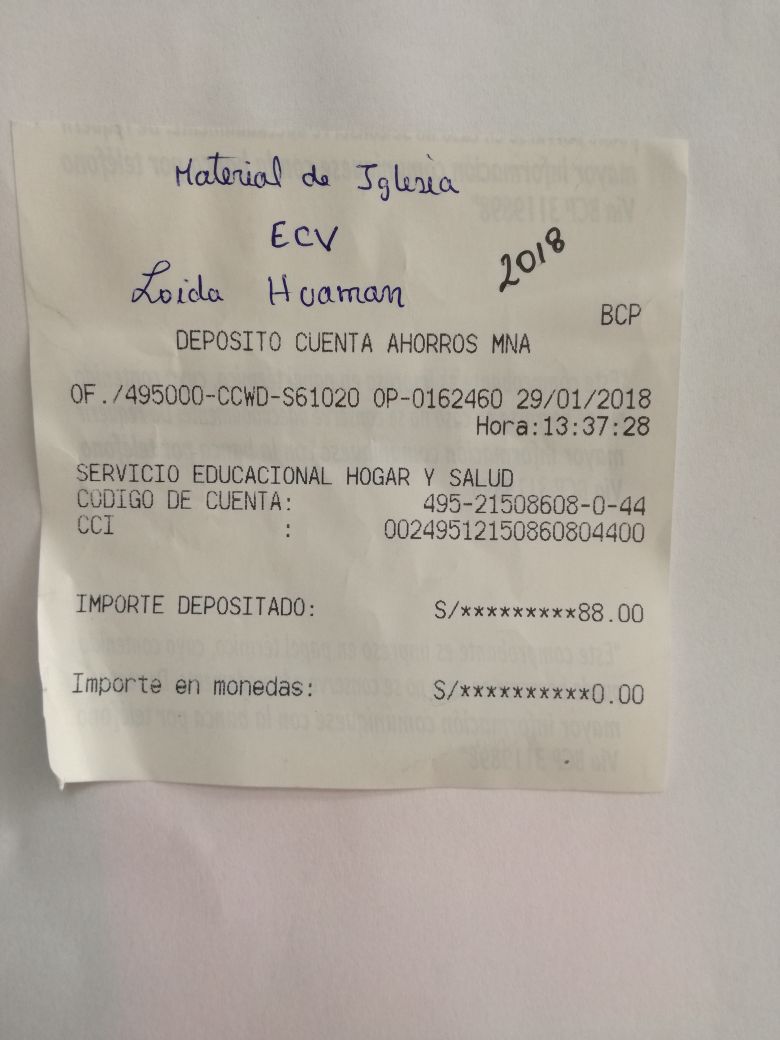 Material de Iglesia
ECV
2018
Loida Huaman
BCP
DEPOSITO CUENTA AHORROS MNA
OF./495000-CCWD-S61020 OP-0162460 29/01/2018
Hora:13:37:28
SERVICIO EDUCACIONAL HOGAR Y SALUD
CODIGO DE CUENTA: 495-21508608-0-44
CCI : 00249512150860804400
IMPORTE DEPOSITADO: S/*********88.00
Importe en monedas: S/**********0.00